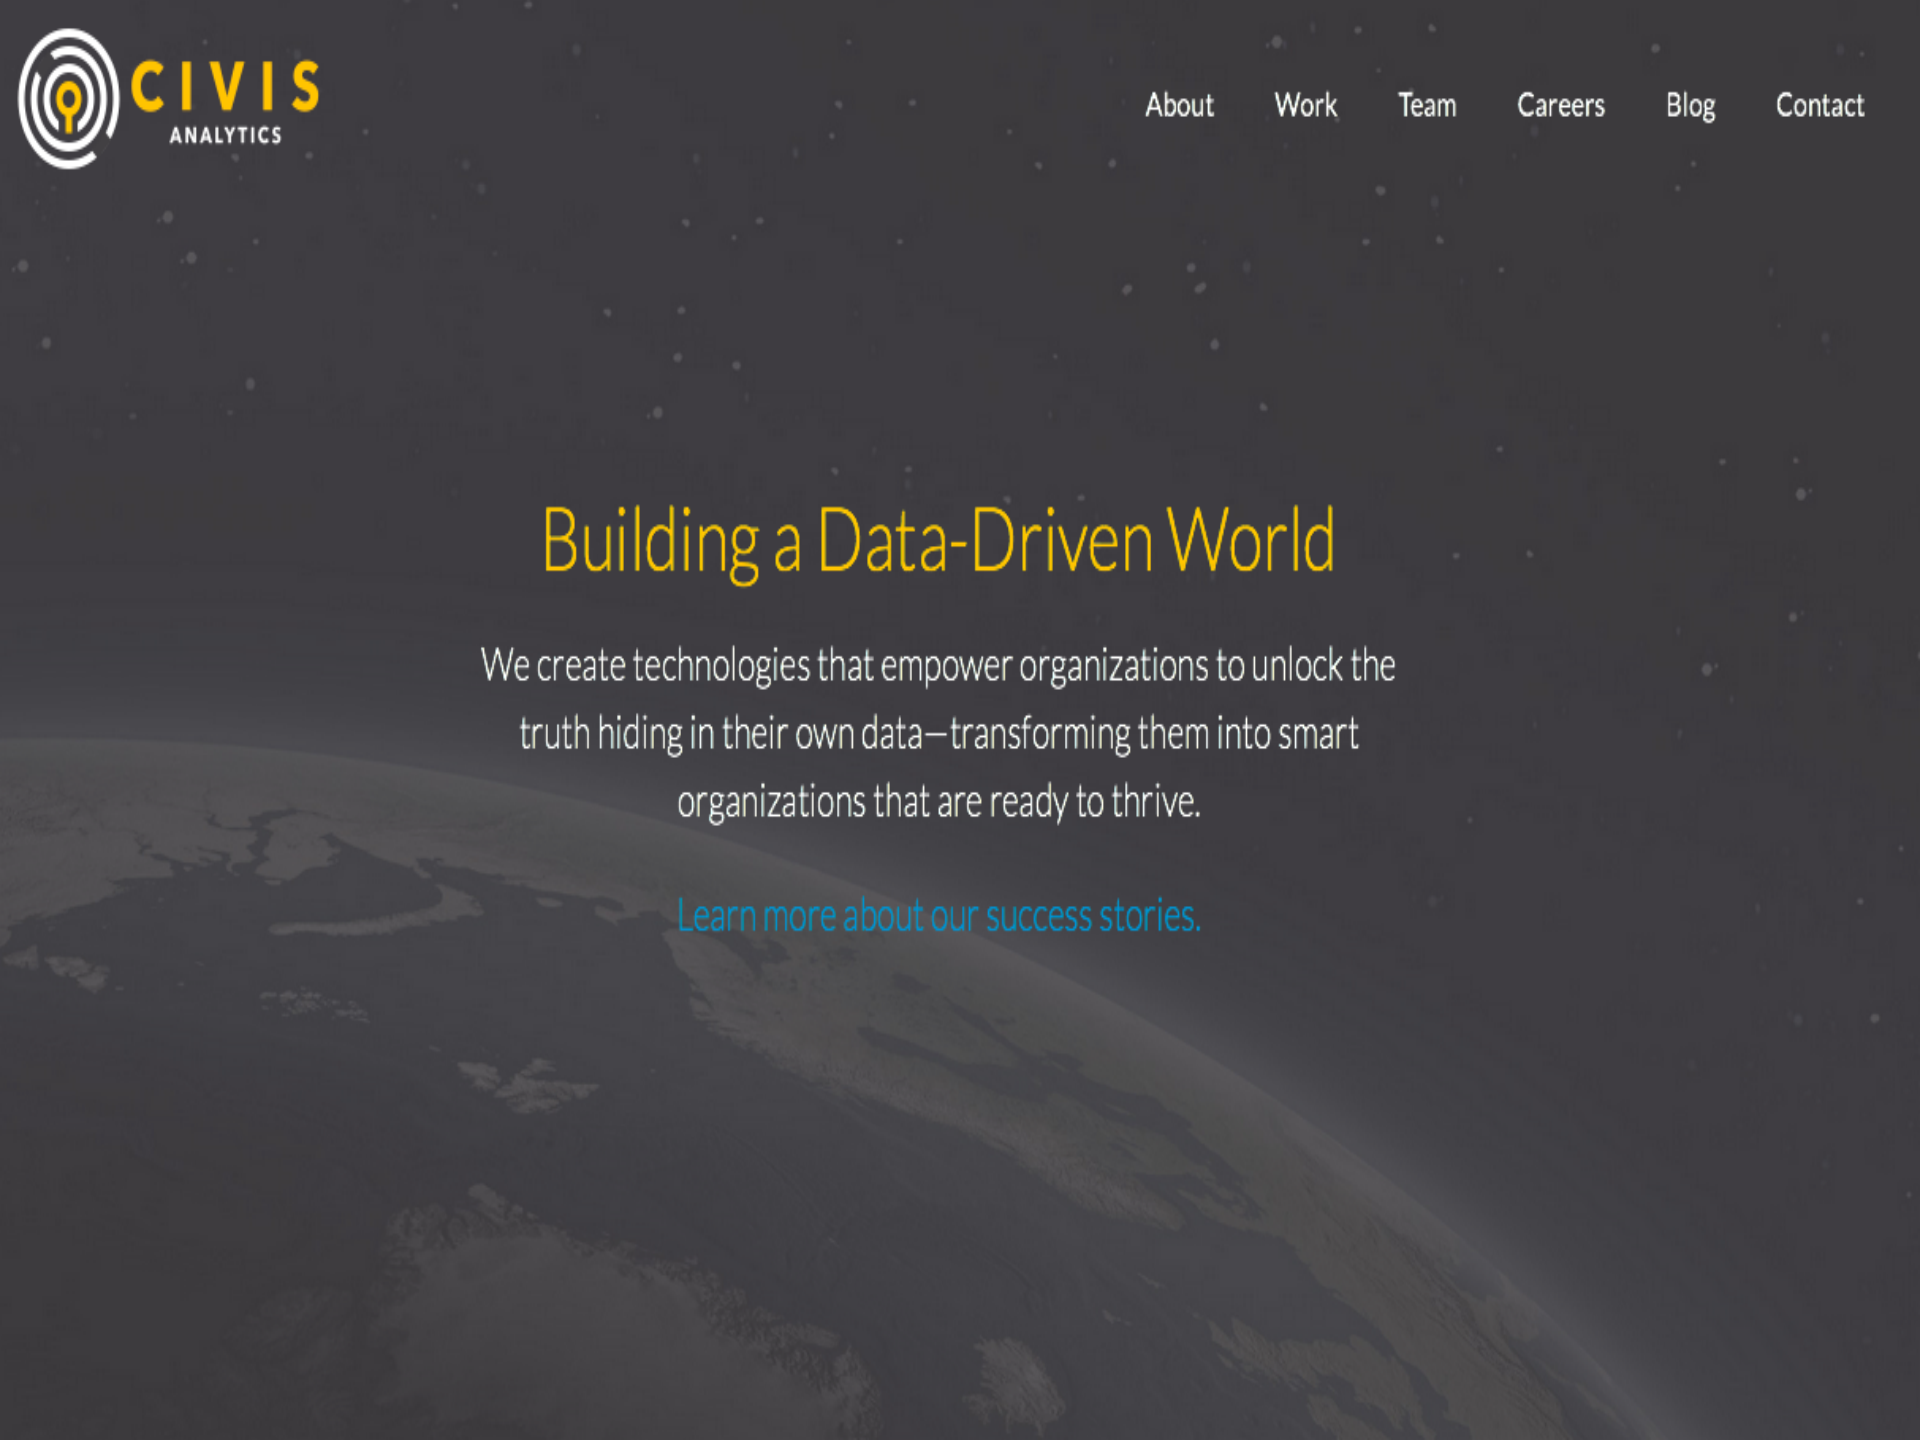 CIVIS
ANALYTICS
About Work Team Careers Blog Contact
Building a Data-Driven World
We create technologies that empower organizations to unlock the
truth hiding in their own data—transforming them into smart
organizations that are ready to thrive.
Learn more about our success stories.